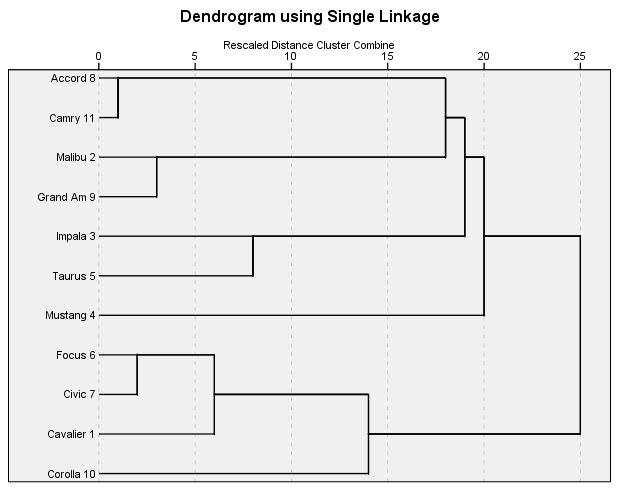 Dendrogram using Single Linkage
Rescaled Distance Cluster Combine
0 5 10 15 20 25
Accord 8
Camry 11
Malibu 2
Grand Am 9
Impala 3
Taurus 5
Mustang 4
Focus 6
Civic 7
Cavalier 1
Corolla 10